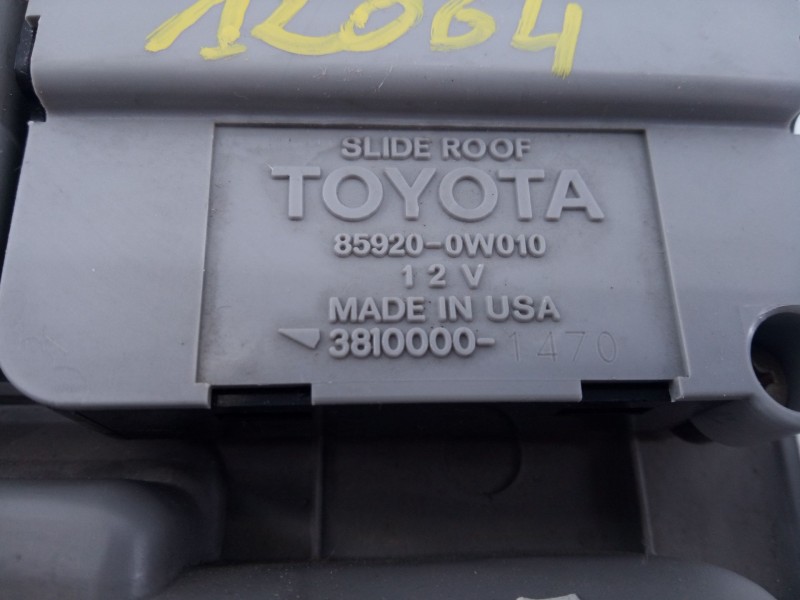 12064
SLIDE ROOF
TOYOTA
85920-0W010
12V
MADE IN USA
3810000-1470